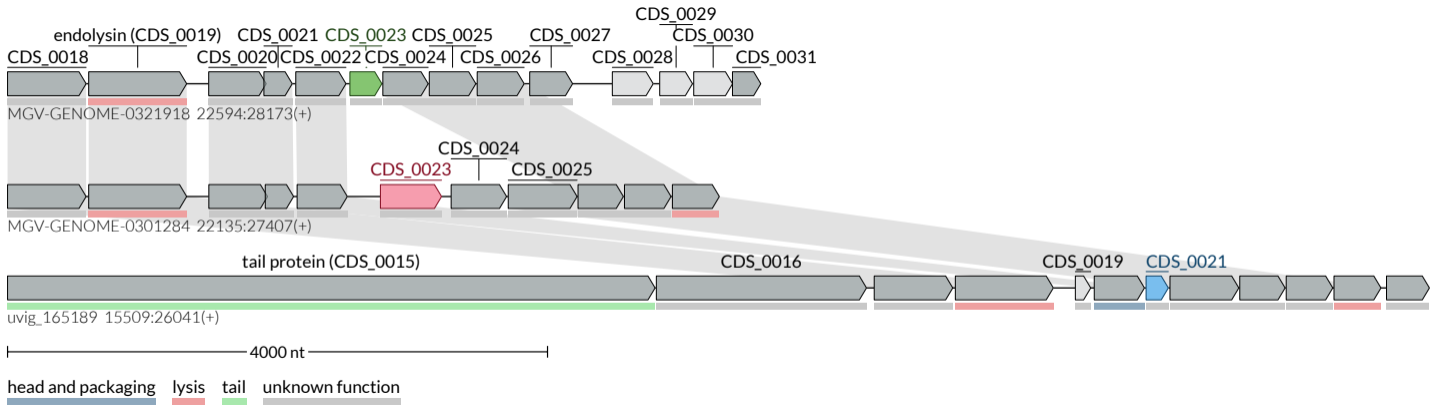 CDS_0029
endolysin (CDS_0019) CDS_0021 CDS_0023 CDS_0025 CDS_0027 CDS_0030
CDS_0018 CDS_0020 CDS_0022 CDS_0024 CDS_0026 CDS_0028 CDS_0031
MGV-GENOME-0321918 22594:28173(+)
CDS_0024
CDS_0023 CDS_0025
MGV-GENOME-0301284 22135:27407(+)
tail protein (CDS_0015) CDS_0016 CDS_0019 CDS_0021
uvig_165189 15509:26041(+)
4000 nt
head and packaging lysis tail unknown function